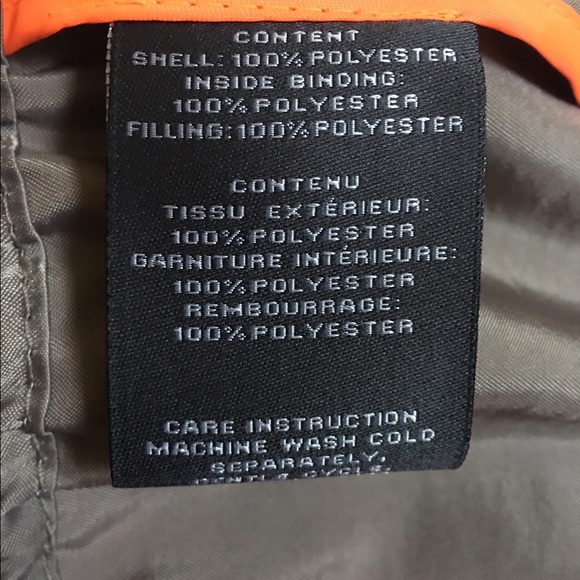 CONTENT
SHELL: 100% POLYESTER
INSIDE BINDING:
100% POLYESTER
FILLING: 100% POLYESTER
CONTENU
TISSU EXTÉRIEUR:
100% POLYESTER
GARNITURE INTÉRIEURE:
100% POLYESTER
REMBOURRAGE:
100% POLYESTER
CARE INSTRUCTION
MACHINE WASH COLD
SEPARATELY,